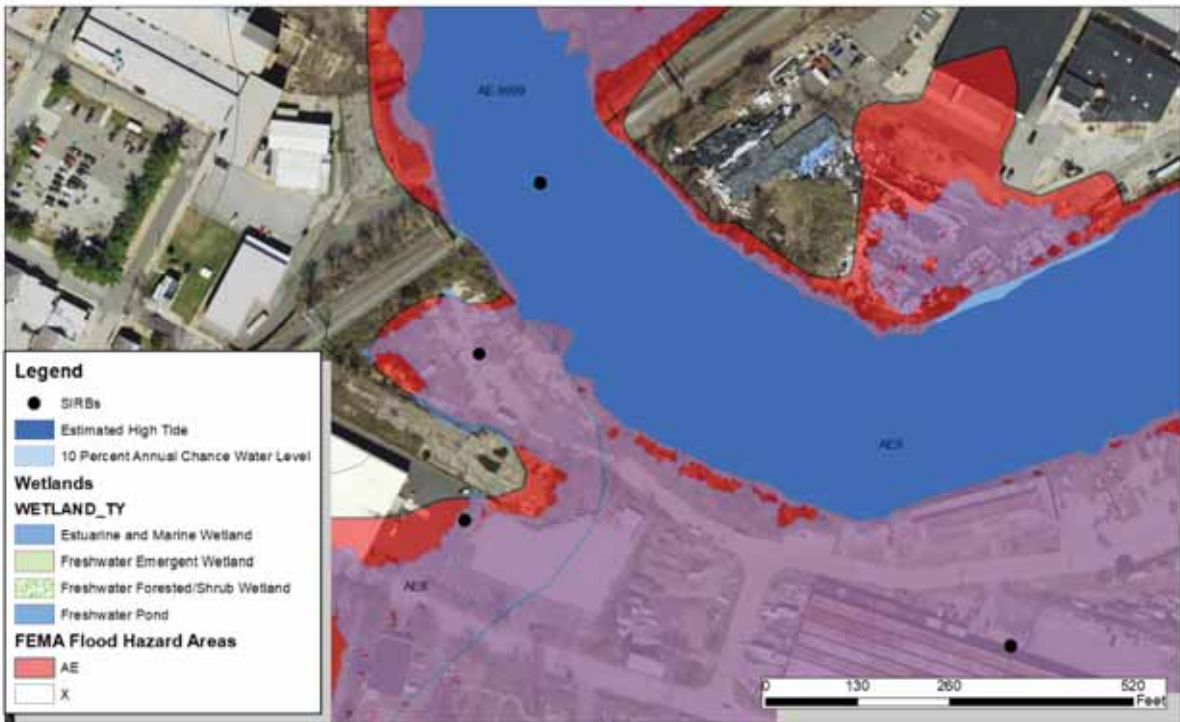 AE 9999
AE8
AE8
Legend
SIRBs
Estimated High Tide
10 Percent Annual Chance Water Level
Wetlands
WETLAND_TY
Estuarine and Marine Wetland
Freshwater Emergent Wetland
Freshwater Forested/Shrub Wetland
Freshwater Pond
FEMA Flood Hazard Areas
AE
X
0 130 260 520
Feet